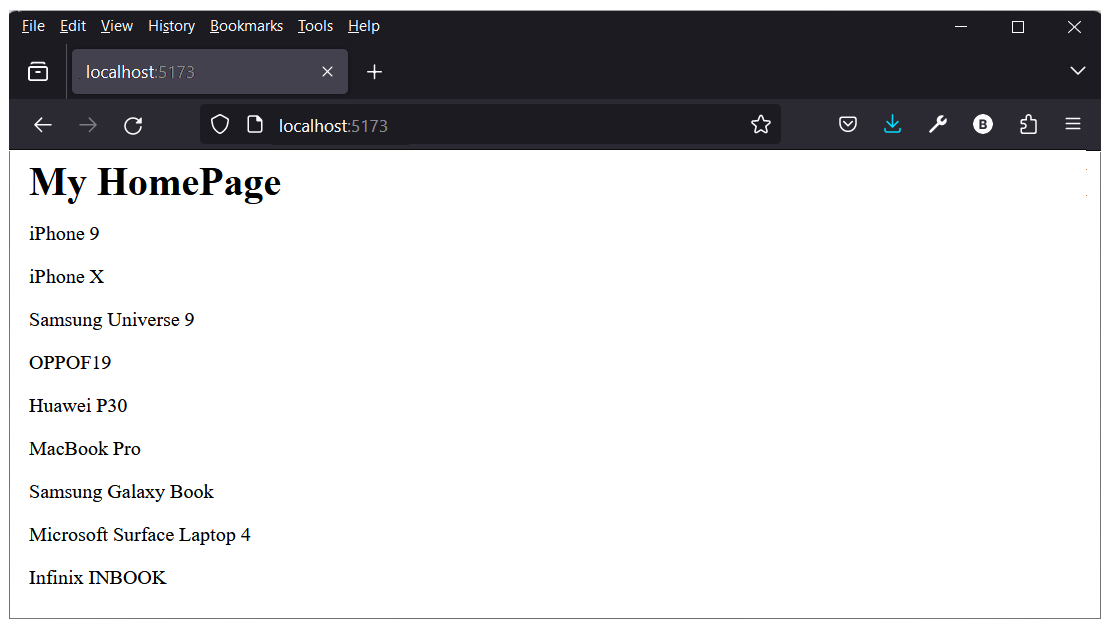 File Edit View History Bookmarks Tools Help
localhost:5173
localhost:5173
B
My HomePage
iPhone 9
iPhone X
Samsung Universe 9
OPPOF19
Huawei P30
MacBook Pro
Samsung Galaxy Book
Microsoft Surface Laptop 4
Infinix INBOOK